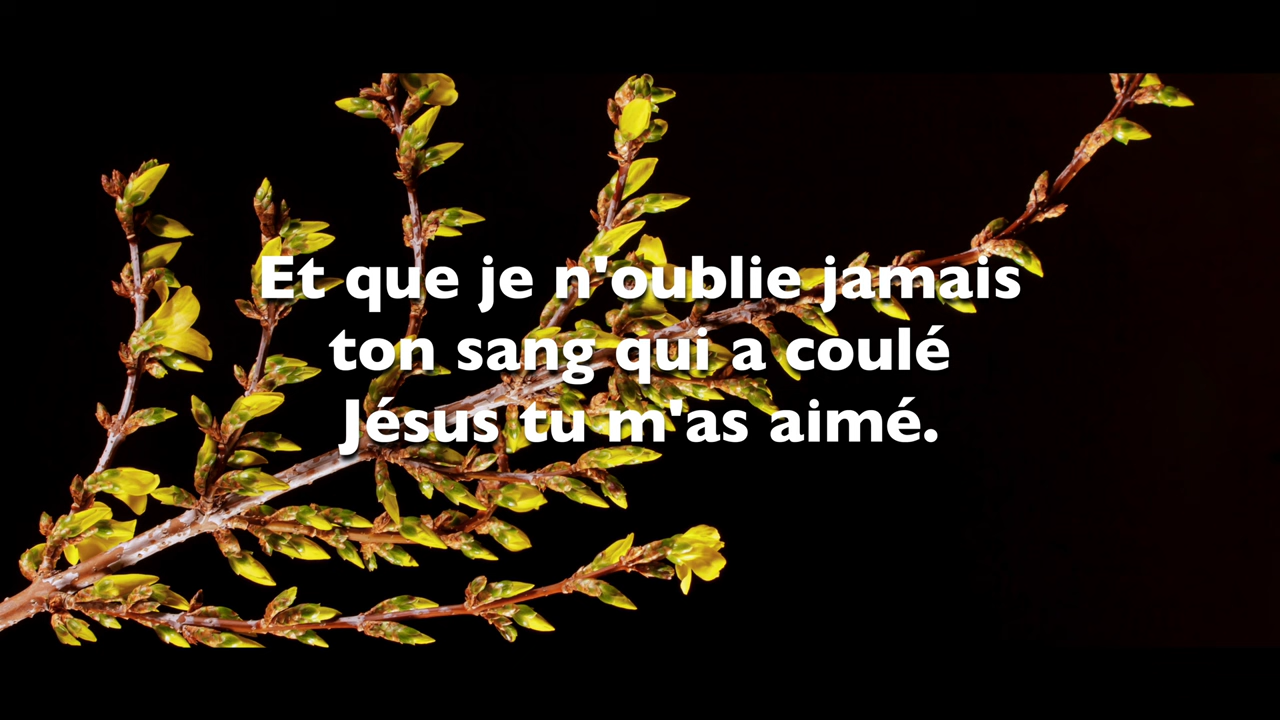 Et que je n'oublie jamais
ton sang qui a coulé
Jésus tu m'as aimé.